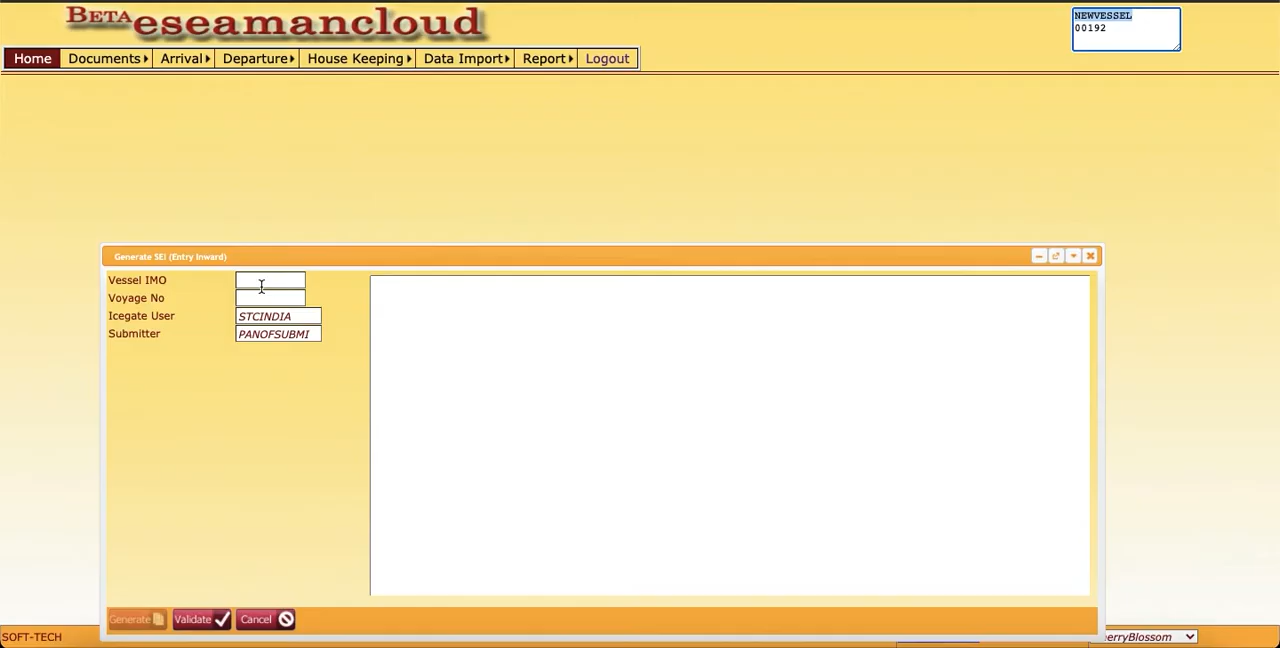 BETA eseamancloud
NEWVESSEL
00192
Home Documents Arrival Departure House Keeping Data Import Report Logout
Generate SEI (Entry Inward)
Vessel IMO
Voyage No
Icegate User STCINDIA
Submitter PANOFSUBMI
Generate Validate Cancel
SOFT-TECH
erryBlossom